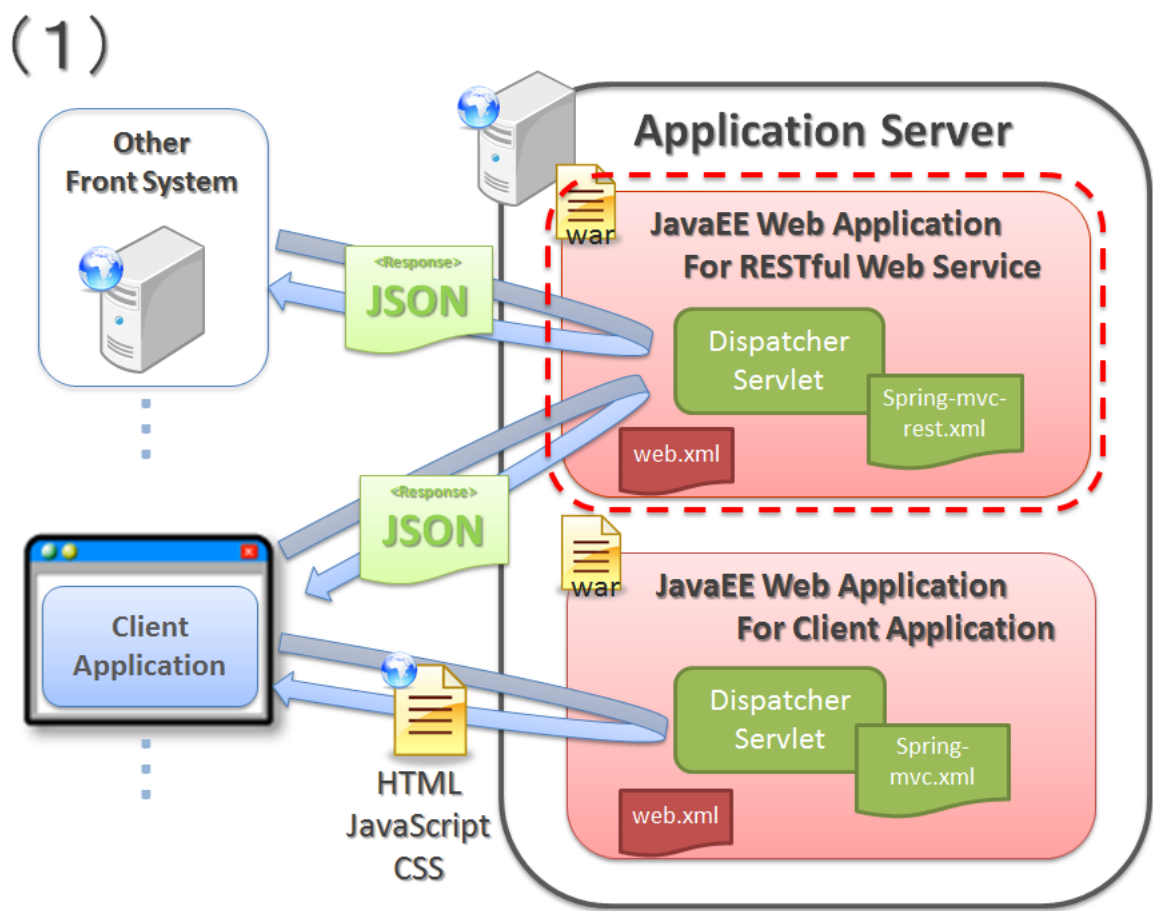 (1)
Application Server
Other
Front System
war
JavaEE Web Application
For RESTful Web Service
<Response>
JSON
Dispatcher
Servlet
Spring-mvc-
rest.xml
web.xml
<Response>
JSON
war
JavaEE Web Application
For Client Application
Client
Application
Dispatcher
Servlet
Spring-
mvc.xml
web.xml
HTML
JavaScript
CSS